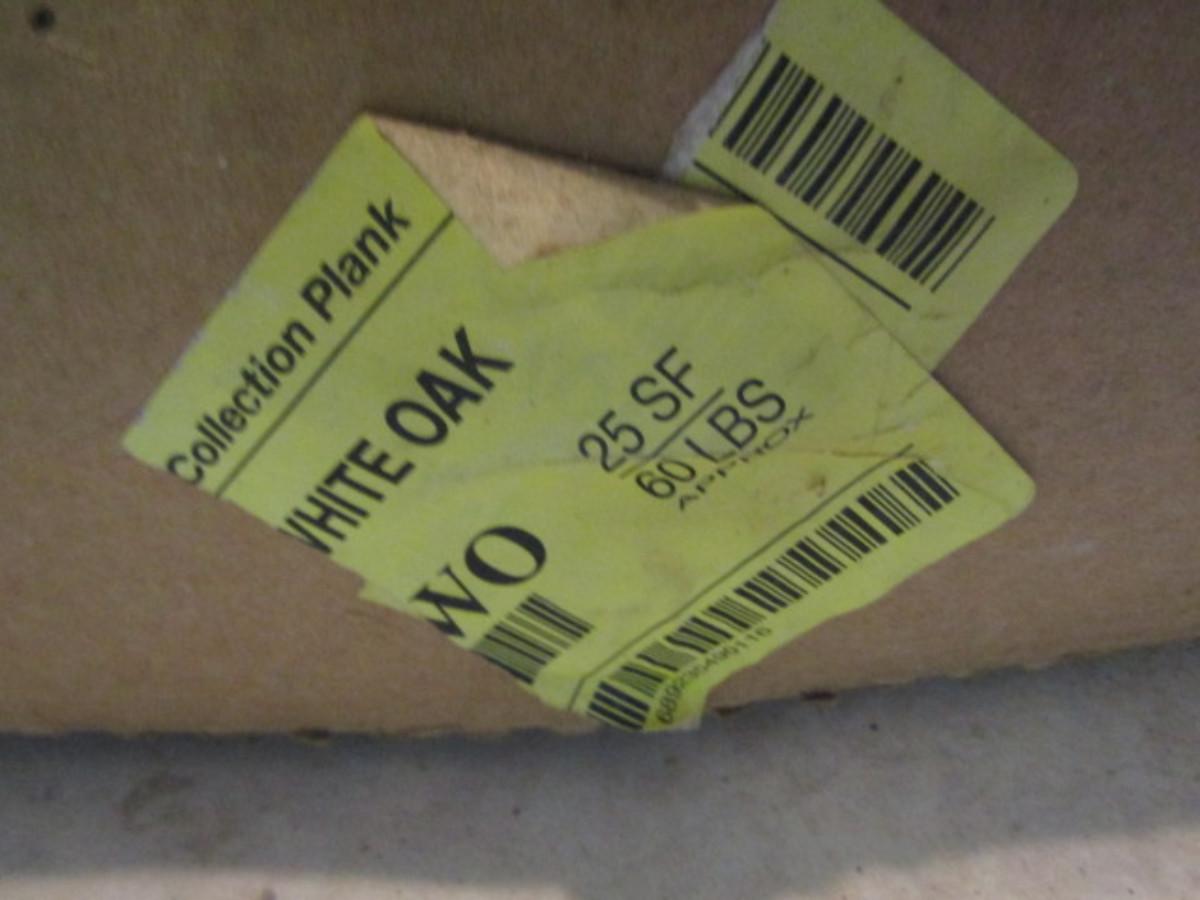 Collection Plank
WHITE OAK
WO
25 SF
60 LBS
APPROX